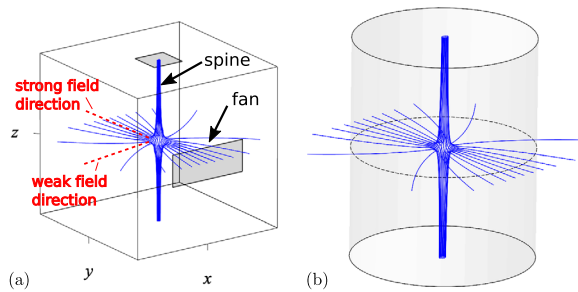 spine
strong field
direction
fan
z
weak field
direction
y
x
(a)
(b)